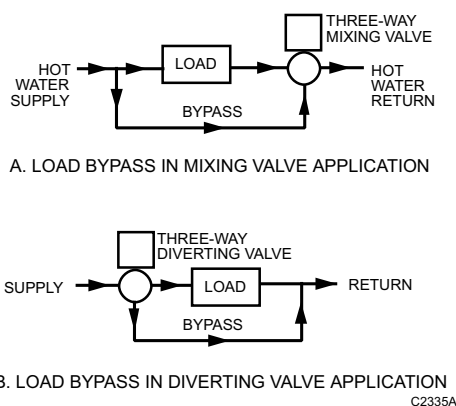 THREE-WAY
MIXING VALVE
LOAD
HOT
WATER
SUPPLY
HOT
WATER
RETURN
BYPASS
A. LOAD BYPASS IN MIXING VALVE APPLICATION
THREE-WAY
DIVERTING VALVE
SUPPLY
LOAD
RETURN
BYPASS
B. LOAD BYPASS IN DIVERTING VALVE APPLICATION
C2335A